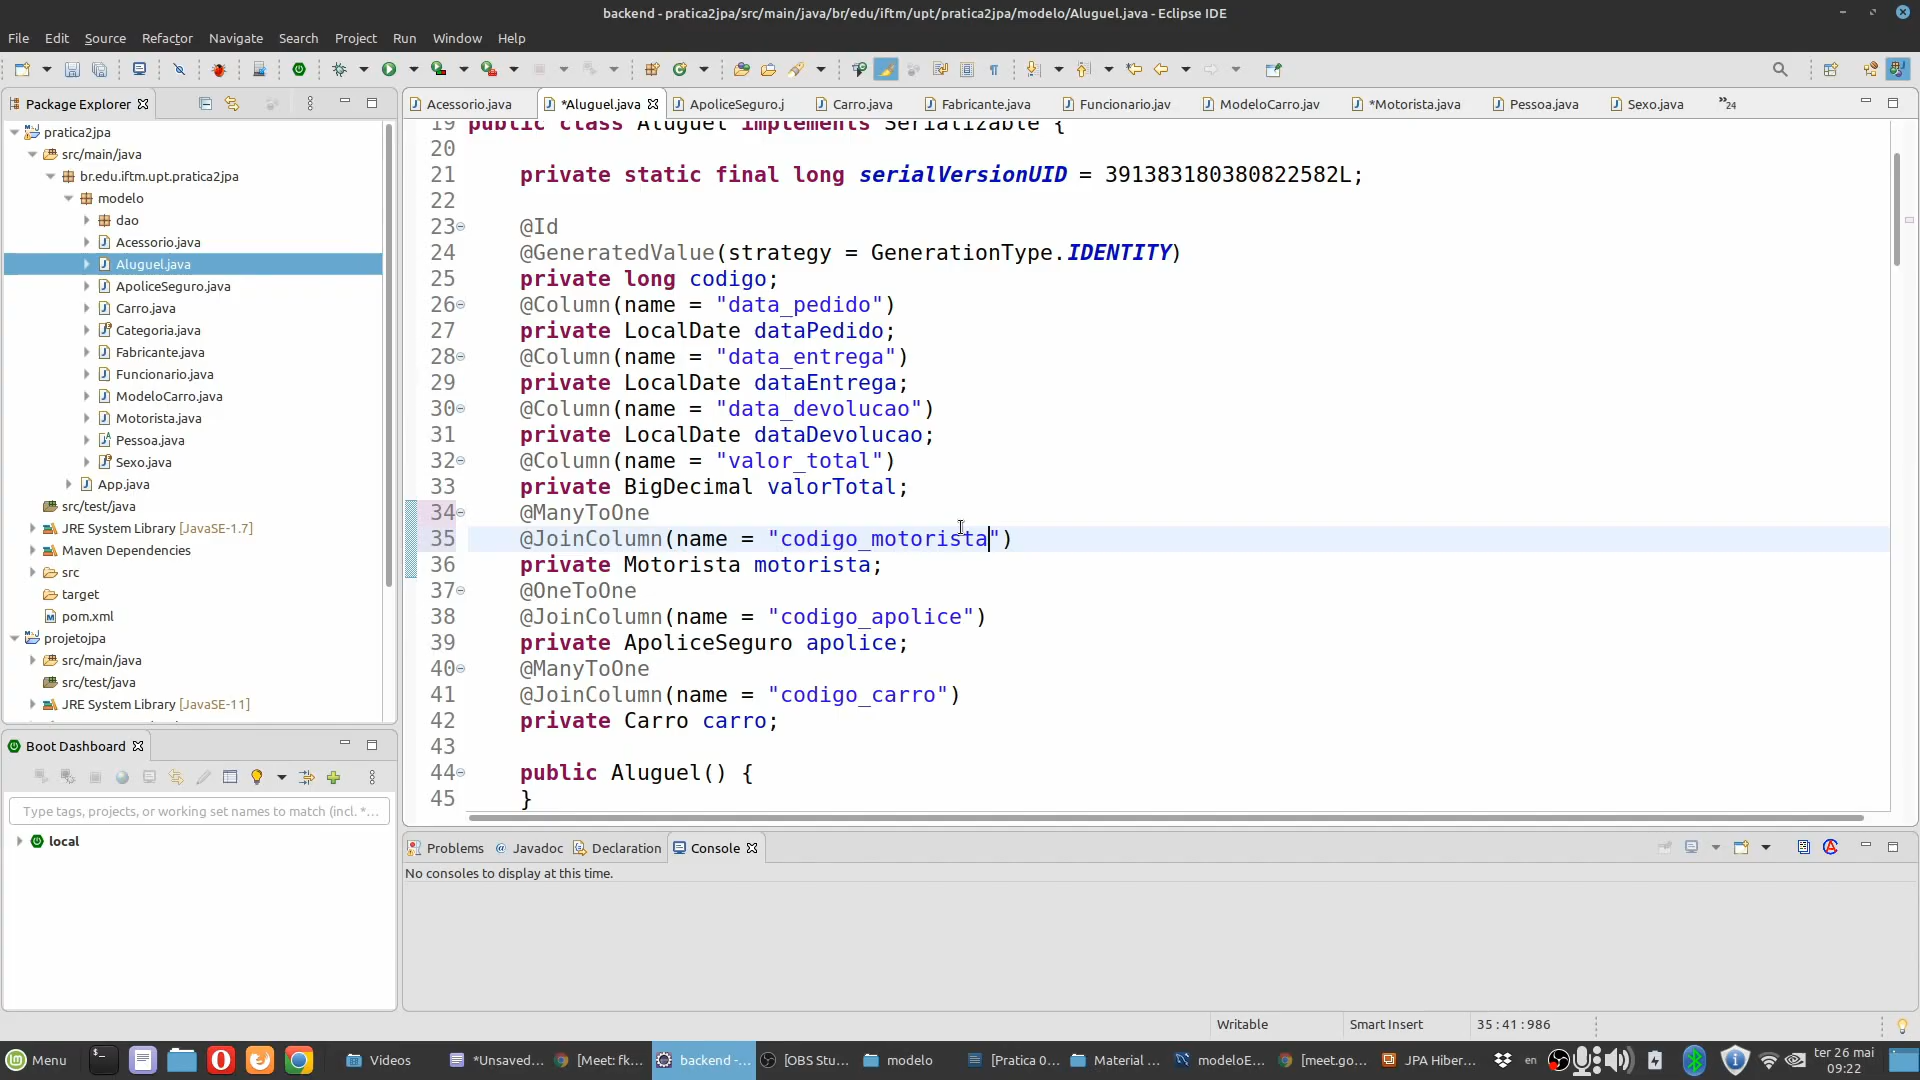 backend - pratica2jpa/src/main/java/br/edu/iftm/upt/pratica2jpa/modelo/Aluguel.java - Eclipse IDE
File Edit Source Refactor Navigate Search Project Run Window Help
Package Explorer
Acessorio.java *Aluguel.java ApoliceSeguro.j Carro.java Fabricante.java Funcionario.jav ModeloCarro.jav *Motorista.java Pessoa.java Sexo.java »24
pratica2jpa
src/main/java
br.edu.iftm.upt.pratica2jpa
modelo
dao
Acessorio.java
Aluguel.java
ApoliceSeguro.java
Carro.java
Categoria.java
Fabricante.java
Funcionario.java
ModeloCarro.java
Motorista.java
Pessoa.java
Sexo.java
App.java
src/test/java
JRE System Library [JavaSE-1.7]
Maven Dependencies
src
target
pom.xml
projetojpa
src/main/java
src/test/java
JRE System Library [JavaSE-11]
19 public class Aluguel implements Serializable {
20
21 private static final long serialVersionUID = 391383180380822582L;
22
23 @Id
24 @GeneratedValue(strategy = GenerationType.IDENTITY)
25 private long codigo;
26 @Column(name = "data_pedido")
27 private LocalDate dataPedido;
28 @Column(name = "data_entrega")
29 private LocalDate dataEntrega;
30 @Column(name = "data_devolucao")
31 private LocalDate dataDevolucao;
32 @Column(name = "valor_total")
33 private BigDecimal valorTotal;
34 @ManyToOne
35 @JoinColumn(name = "codigo_motorista")
36 private Motorista motorista;
37 @OneToOne
38 @JoinColumn(name = "codigo_apolice")
39 private ApoliceSeguro apolice;
40 @ManyToOne
41 @JoinColumn(name = "codigo_carro")
42 private Carro carro;
43
44 public Aluguel() {
45 }
Boot Dashboard
Type tags, projects, or working set names to match (incl. *...
local
Problems Javadoc Declaration Console
No consoles to display at this time.
Writable Smart Insert 35 : 41 : 986
Menu Videos *Unsaved... [Meet: fk... backend -... [OBS Stu... modelo [Pratica 0... Material ... modeloE... [meet.go... JPA Hiber... en ter 26 mai
09:22